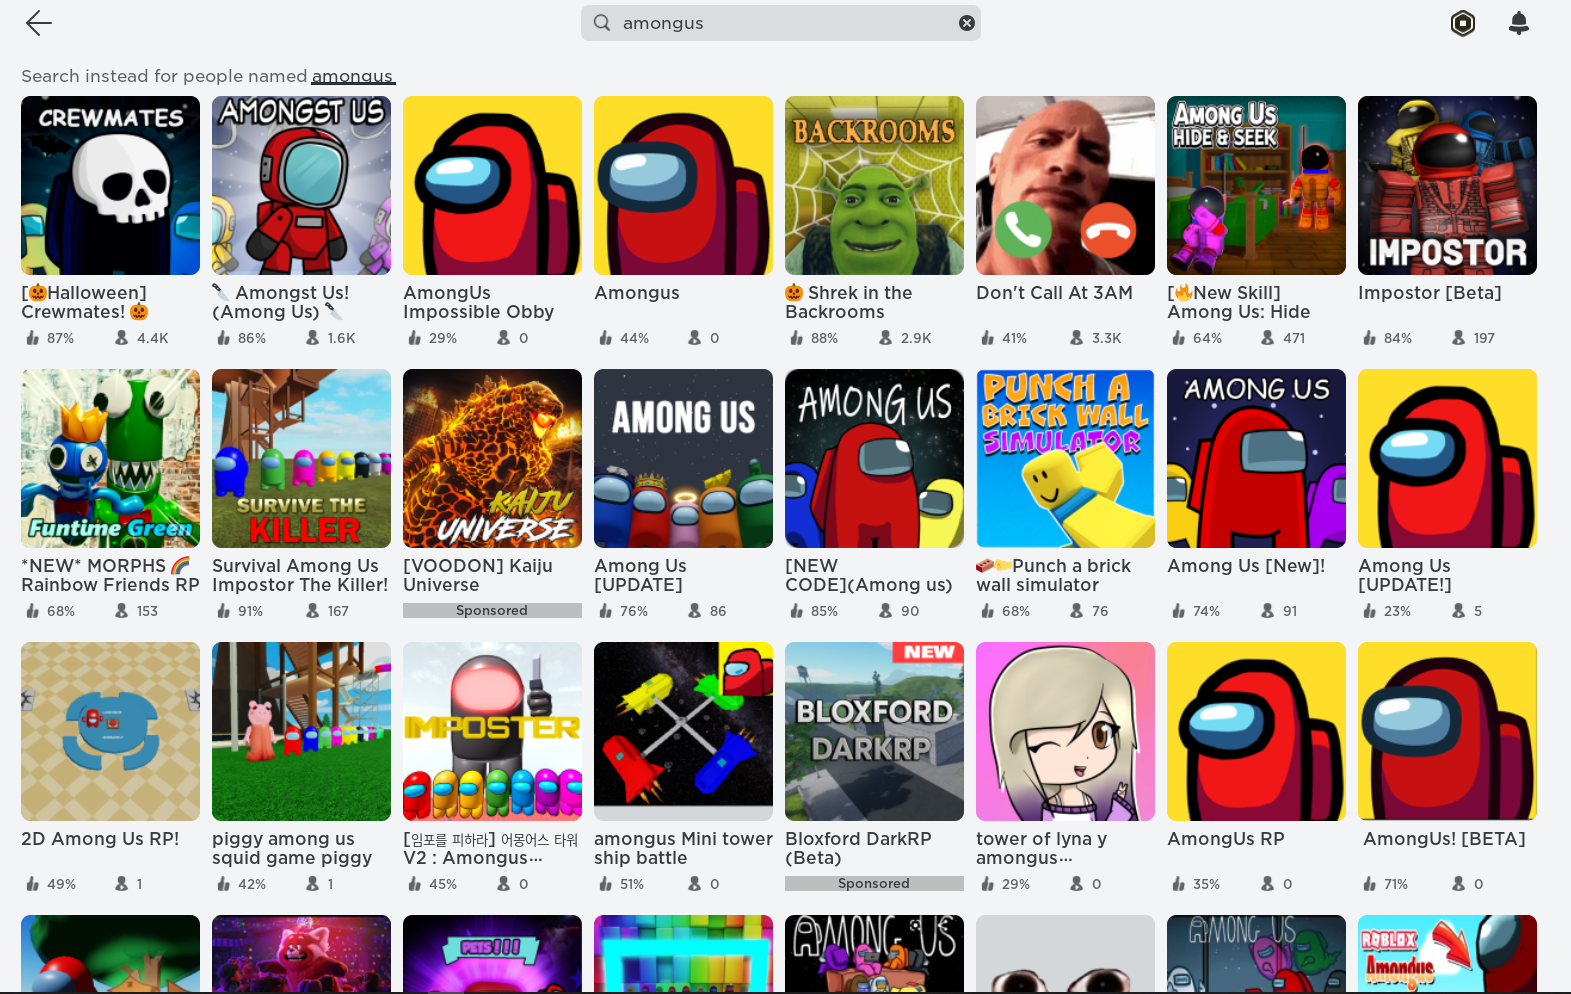 amongus
Search instead for people named amongus
CREWMATES
AMONGST US
BACKROOMS
AMONG US
HIDE & SEEK
IMPOSTOR
[🎃Halloween]
Crewmates! 🎃
87% 4.4K
🔪 Amongst Us!
(Among Us) 🔪
86% 1.6K
AmongUs
Impossible Obby
29% 0
Amongus
44% 0
🎃 Shrek in the
Backrooms
88% 2.9K
Don't Call At 3AM
41% 3.3K
[🔥New Skill]
Among Us: Hide
64% 471
Impostor [Beta]
84% 197
Funtime Green
SURVIVE THE
KILLER
KAIJU
UNIVERSE
AMONG US
AMONG US
PUNCH A
BRICK WALL
SIMULATOR
AMONG US
*NEW* MORPHS 🌈
Rainbow Friends RP
68% 153
Survival Among Us
Impostor The Killer!
91% 167
[VOODON] Kaiju
Universe
Sponsored
Among Us
[UPDATE]
76% 86
[NEW
CODE](Among us)
85% 90
🧱🤛Punch a brick
wall simulator
68% 76
Among Us [New]!
74% 91
Among Us
[UPDATE!]
23% 5
IMPOSTER
NEW
BLOXFORD
DARKRP
2D Among Us RP!
49% 1
piggy among us
squid game piggy
42% 1
[임포를 피하라] 어몽어스 타워
V2 : Amongus...
45% 0
amongus Mini tower
ship battle
51% 0
Bloxford DarkRP
(Beta)
Sponsored
tower of lyna y
amongus...
29% 0
AmongUs RP
35% 0
AmongUs! [BETA]
71% 0
PETS!!!
AMONG US
AMONG US
ROBLOX
Amongus